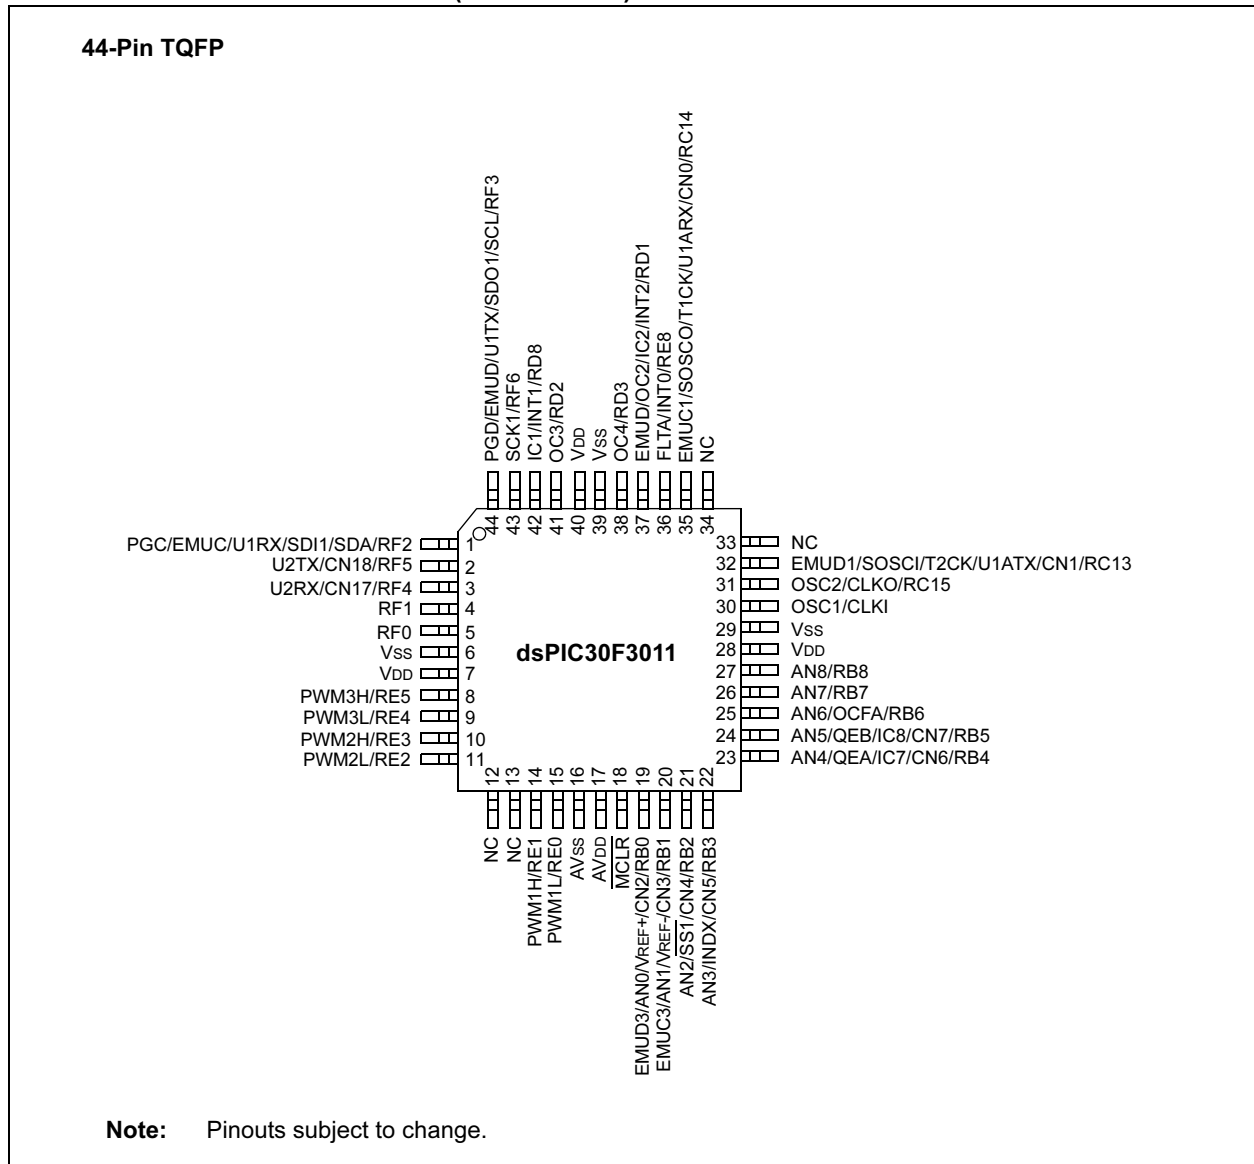 44-Pin TQFP
PGD/EMUD/U1TX/SDO1/SCL/RF3
SCK1/RF6
IC1/INT1/RD8
OC3/RD2
VDD
VSS
OC4/RD3
EMUD/OC2/IC2/INT2/RD1
FLTA/INT0/RE8
EMUC1/SOSCO/T1CK/U1ARX/CN0/RC14
NC
44 43 42 41 40 39 38 37 36 35 34
PGC/EMUC/U1RX/SDI1/SDA/RF2 1
U2TX/CN18/RF5 2
U2RX/CN17/RF4 3
RF1 4
RF0 5
VSS 6
VDD 7
PWM3H/RE5 8
PWM3L/RE4 9
PWM2H/RE3 10
PWM2L/RE2 11
dsPIC30F3011
33 NC
32 EMUD1/SOSCI/T2CK/U1ATX/CN1/RC13
31 OSC2/CLKO/RC15
30 OSC1/CLKI
29 VSS
28 VDD
27 AN8/RB8
26 AN7/RB7
25 AN6/OCFA/RB6
24 AN5/QEB/IC8/CN7/RB5
23 AN4/QEA/IC7/CN6/RB4
12 13 14 15 16 17 18 19 20 21 22
NC
NC
PWM1H/RE1
PWM1L/RE0
AVSS
AVDD
MCLR
EMUD3/AN0/VREF+/CN2/RB0
EMUC3/AN1/VREF-/CN3/RB1
AN2/SS1/CN4/RB2
AN3/INDX/CN5/RB3
Note: Pinouts subject to change.